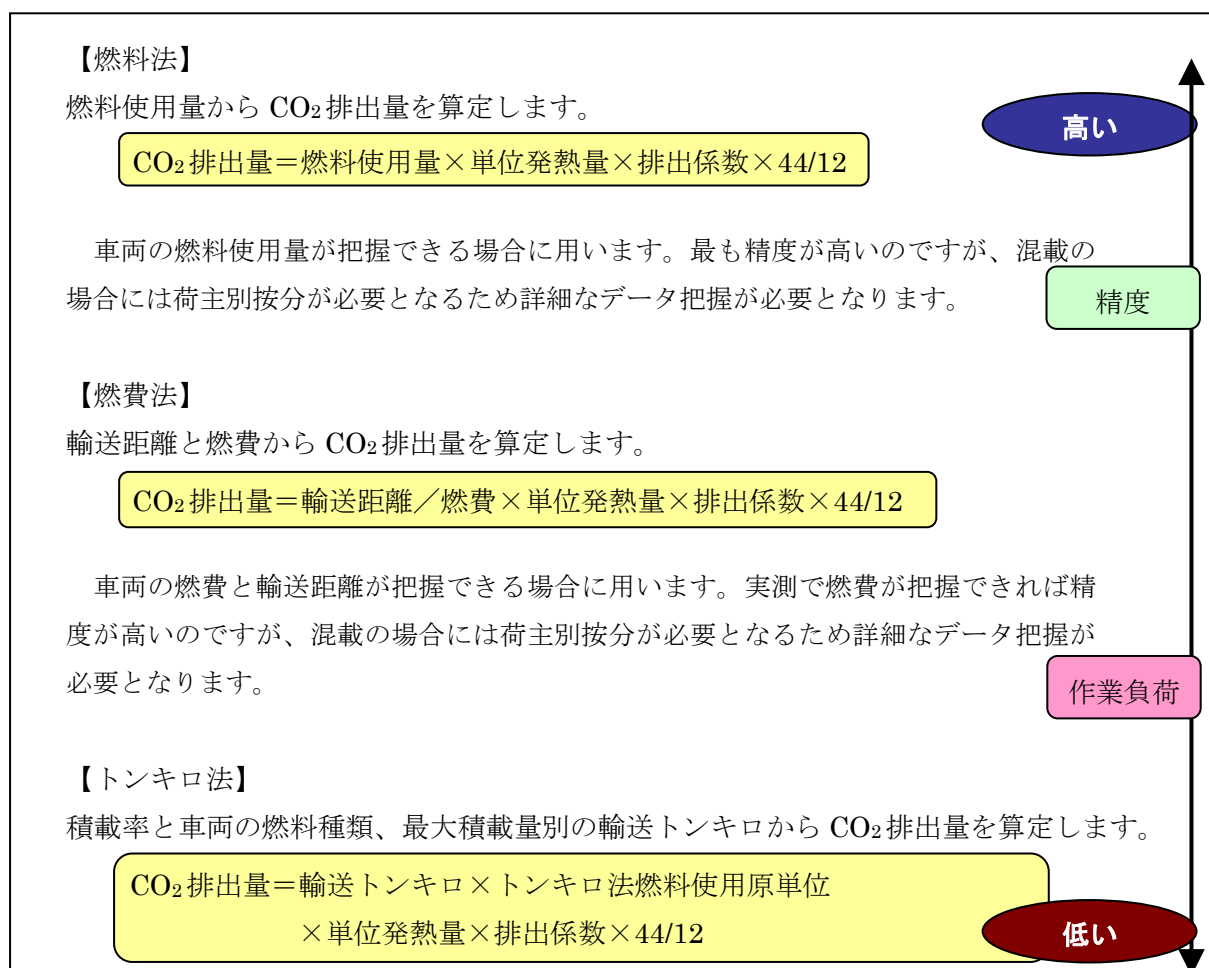 【燃料法】
燃料使用量から CO₂排出量を算定します。
高い
CO₂排出量＝燃料使用量×単位発熱量×排出係数×44/12
車両の燃料使用量が把握できる場合に用います。最も精度が高いのですが、混載の
場合には荷主別按分が必要となるため詳細なデータ把握が必要となります。
精度
【燃費法】
輸送距離と燃費から CO₂排出量を算定します。
CO₂排出量＝輸送距離／燃費×単位発熱量×排出係数×44/12
車両の燃費と輸送距離が把握できる場合に用います。実測で燃費が把握できれば精
度が高いのですが、混載の場合には荷主別按分が必要となるため詳細なデータ把握が
必要となります。
作業負荷
【トンキロ法】
積載率と車両の燃料種類、最大積載量別の輸送トンキロから CO₂排出量を算定します。
CO₂排出量＝輸送トンキロ×トンキロ法燃料使用原単位
×単位発熱量×排出係数×44/12
低い